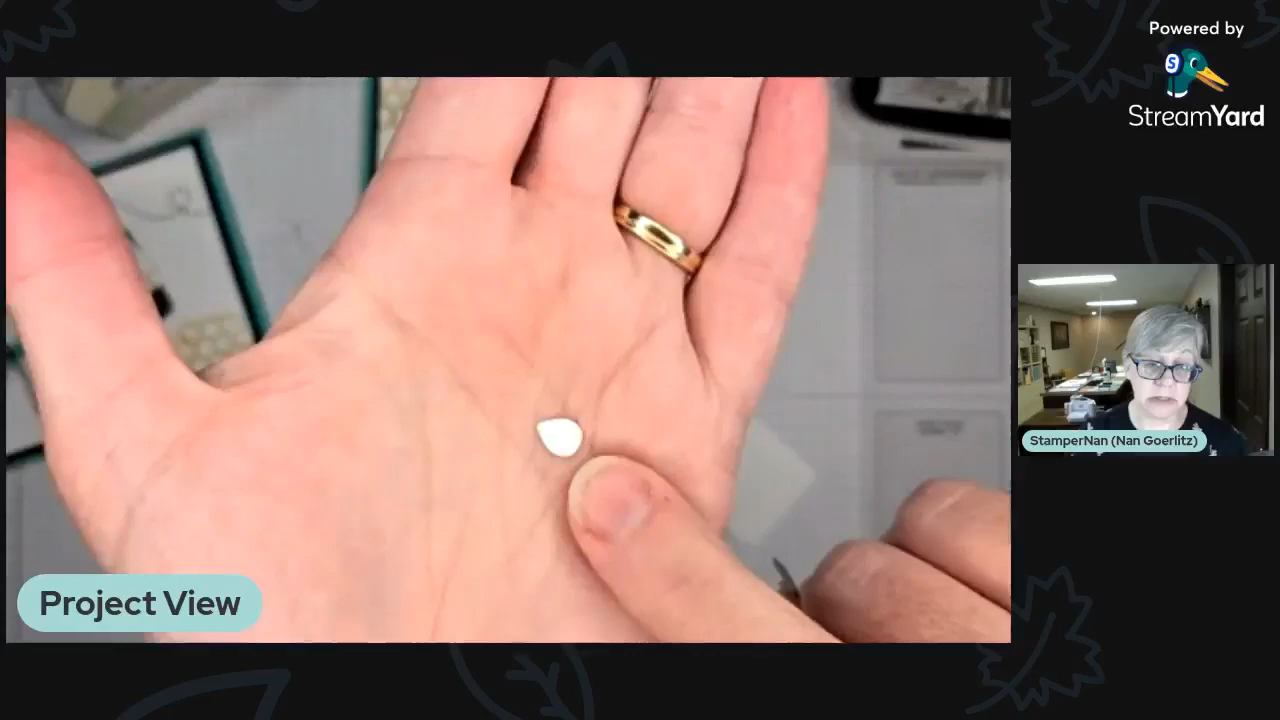 Powered by
S
StreamYard
StamperNan (Nan Goerlitz)
Project View